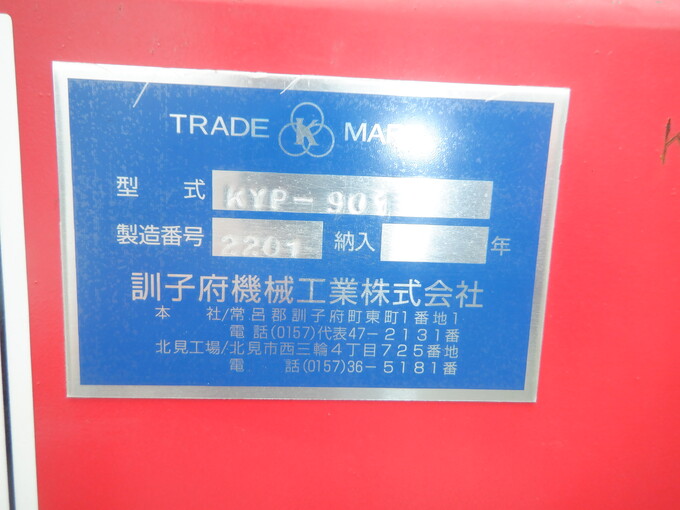 TRADE K MARK
型 式 KYP-901
製造番号 2201 納入 年
訓子府機械工業株式会社
本 社/常呂郡訓子府町東町1番地1
電話(0157)代表47-2131番
北見工場/北見市西三輪4丁目725番地
電 話(0157)36-5181番